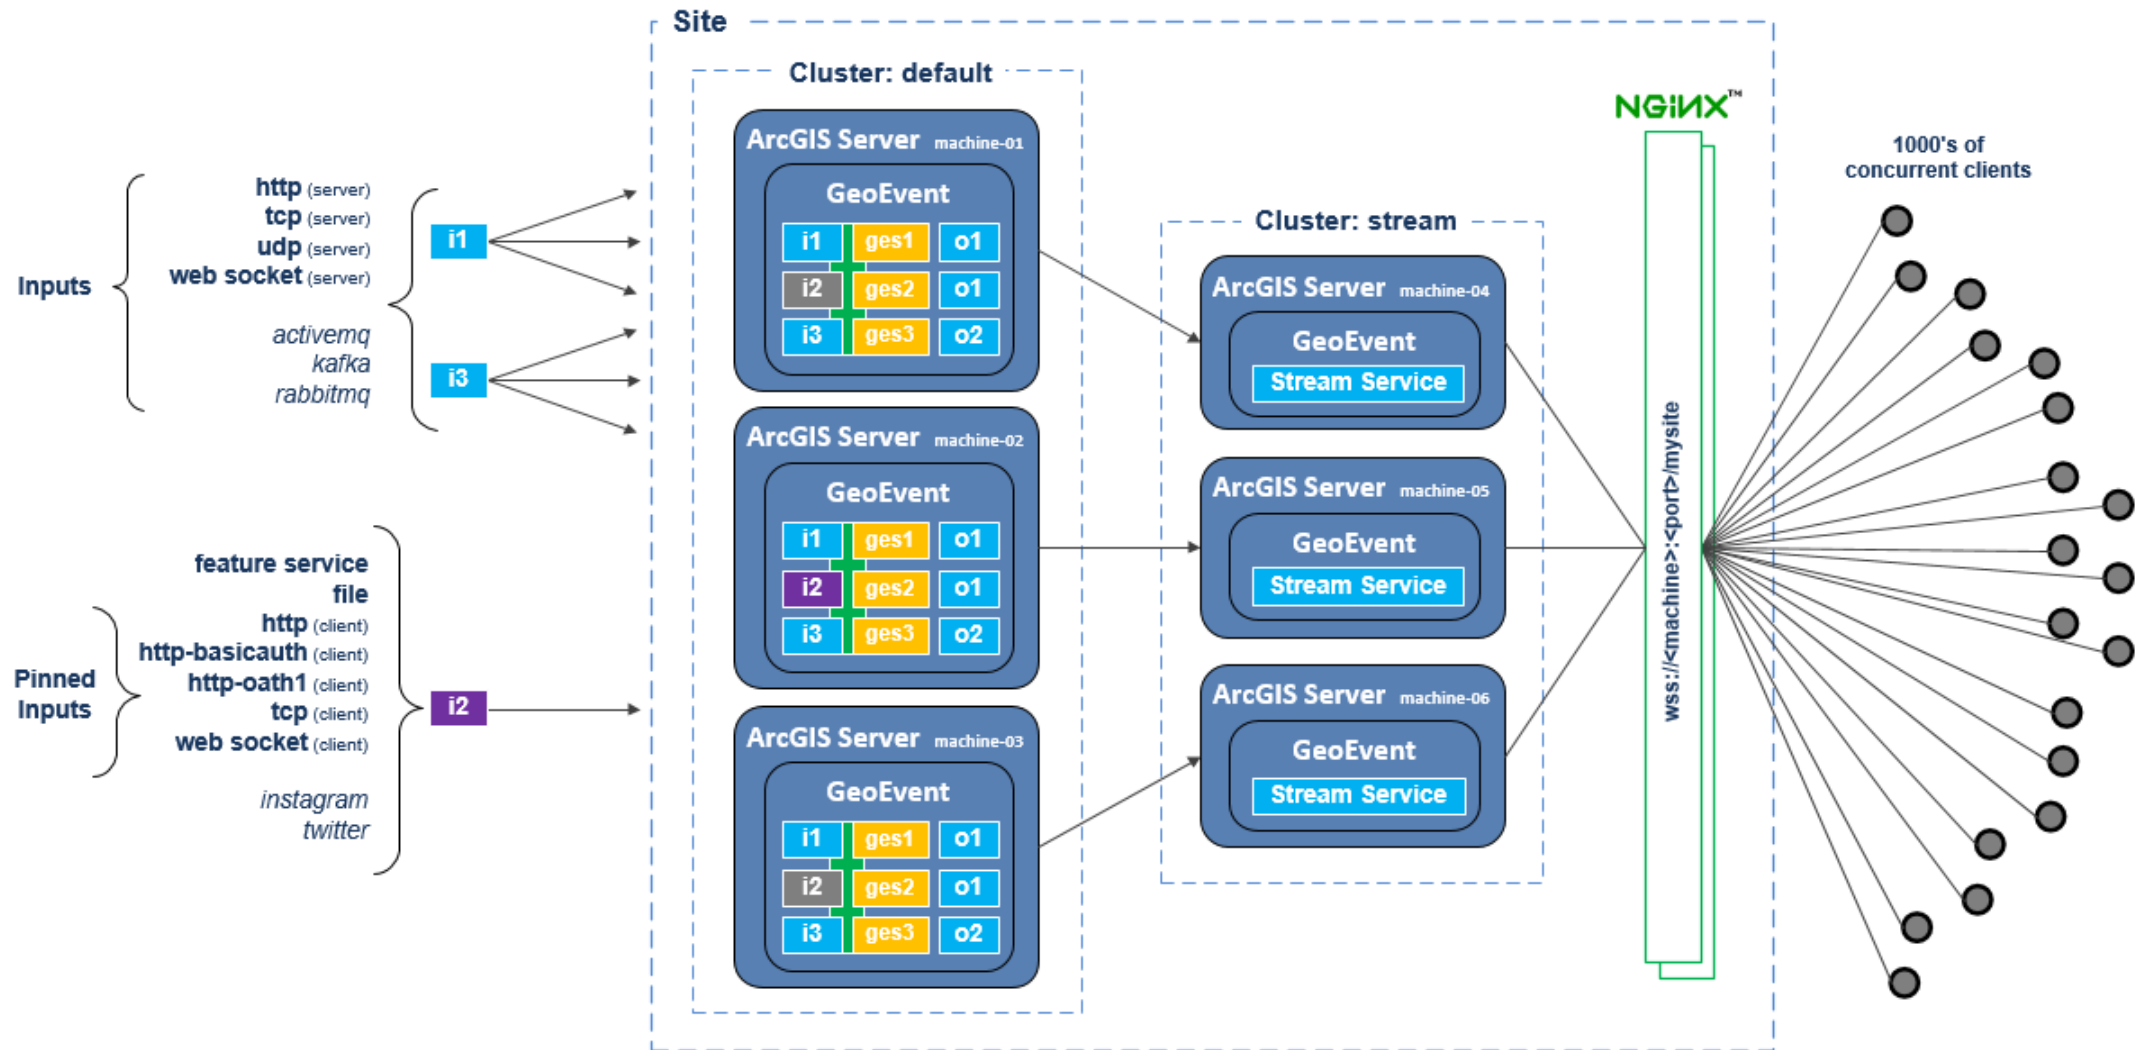 Site
Cluster: default
ArcGIS Server machine-01
GeoEvent
i1 ges1 o1
i2 ges2 o1
i3 ges3 o2
ArcGIS Server machine-02
GeoEvent
i1 ges1 o1
i2 ges2 o1
i3 ges3 o2
ArcGIS Server machine-03
GeoEvent
i1 ges1 o1
i2 ges2 o1
i3 ges3 o2
Inputs
http (server)
tcp (server)
udp (server)
web socket (server)
activemq
kafka
rabbitmq
i1
i3
Pinned
Inputs
feature service
file
http (client)
http-basicauth (client)
http-oath1 (client)
tcp (client)
web socket (client)
instagram
twitter
i2
Cluster: stream
ArcGIS Server machine-04
GeoEvent
Stream Service
ArcGIS Server machine-05
GeoEvent
Stream Service
ArcGIS Server machine-06
GeoEvent
Stream Service
NGiNX™
wss://<machine>:<port>/mysite
1000's of
concurrent clients